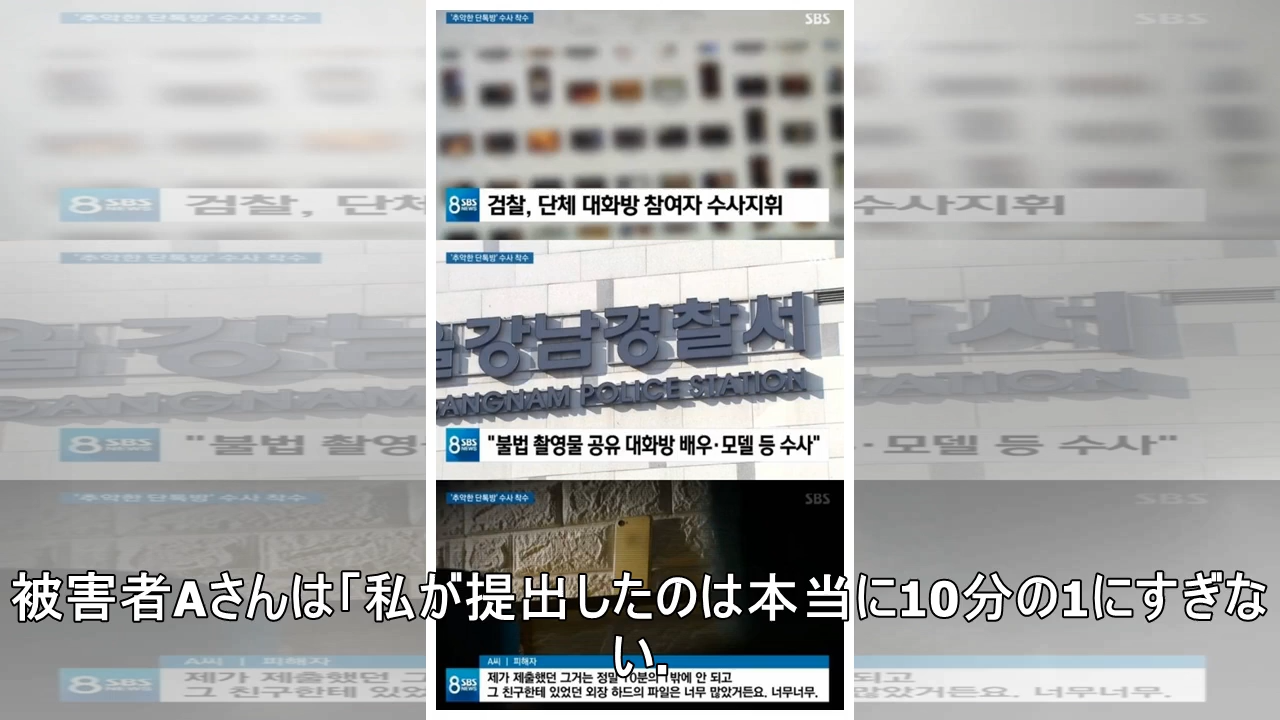 '추악한 단톡방' 수사 착수
SBS
8 SBS NEWS
검찰, 단체 대화방 참여자 수사지휘
'추악한 단톡방' 수사 착수
강남경찰서
GANGNAM POLICE STATION
8 SBS NEWS
"불법 촬영물 공유 대화방 배우·모델 등 수사"
'추악한 단톡방' 수사 착수
SBS
被害者Aさんは「私が提出したのは本当に10分の1にすぎな
い.
A씨 | 피해자
8 SBS NEWS
제가 제출했던 그거는 정말 10분의 1밖에 안 되고
그 친구한테 있었던 외장 하드의 파일은 너무 많았거든요. 너무너무.